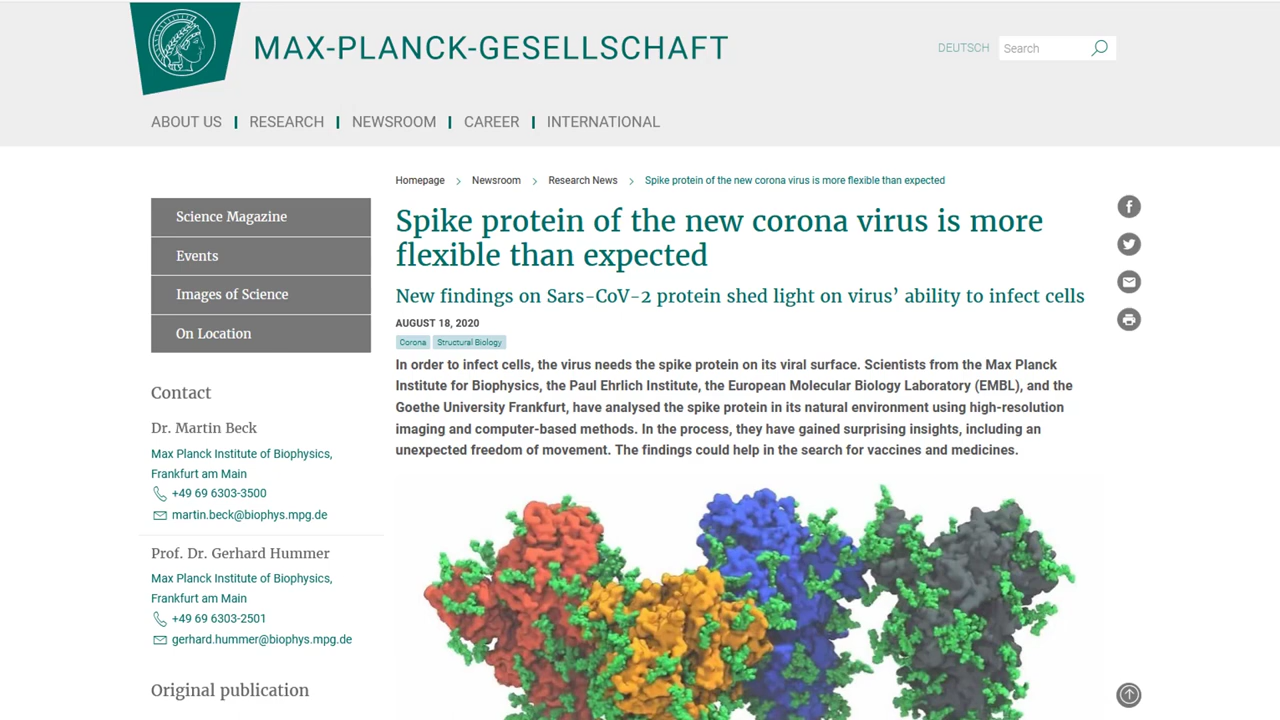 MAX-PLANCK-GESELLSCHAFT
DEUTSCH
Search
ABOUT US
RESEARCH
NEWSROOM
CAREER
INTERNATIONAL
Homepage
Newsroom
Research News
Spike protein of the new corona virus is more flexible than expected
Science Magazine
Events
Images of Science
On Location
Contact
Dr. Martin Beck
Max Planck Institute of Biophysics,
Frankfurt am Main
+49 69 6303-3500
martin.beck@biophys.mpg.de
Prof. Dr. Gerhard Hummer
Max Planck Institute of Biophysics,
Frankfurt am Main
+49 69 6303-2501
gerhard.hummer@biophys.mpg.de
Original publication
Spike protein of the new corona virus is more
flexible than expected
New findings on Sars-CoV-2 protein shed light on virus’ ability to infect cells
AUGUST 18, 2020
Corona
Structural Biology
In order to infect cells, the virus needs the spike protein on its viral surface. Scientists from the Max Planck
Institute for Biophysics, the Paul Ehrlich Institute, the European Molecular Biology Laboratory (EMBL), and the
Goethe University Frankfurt, have analysed the spike protein in its natural environment using high-resolution
imaging and computer-based methods. In the process, they have gained surprising insights, including an
unexpected freedom of movement. The findings could help in the search for vaccines and medicines.